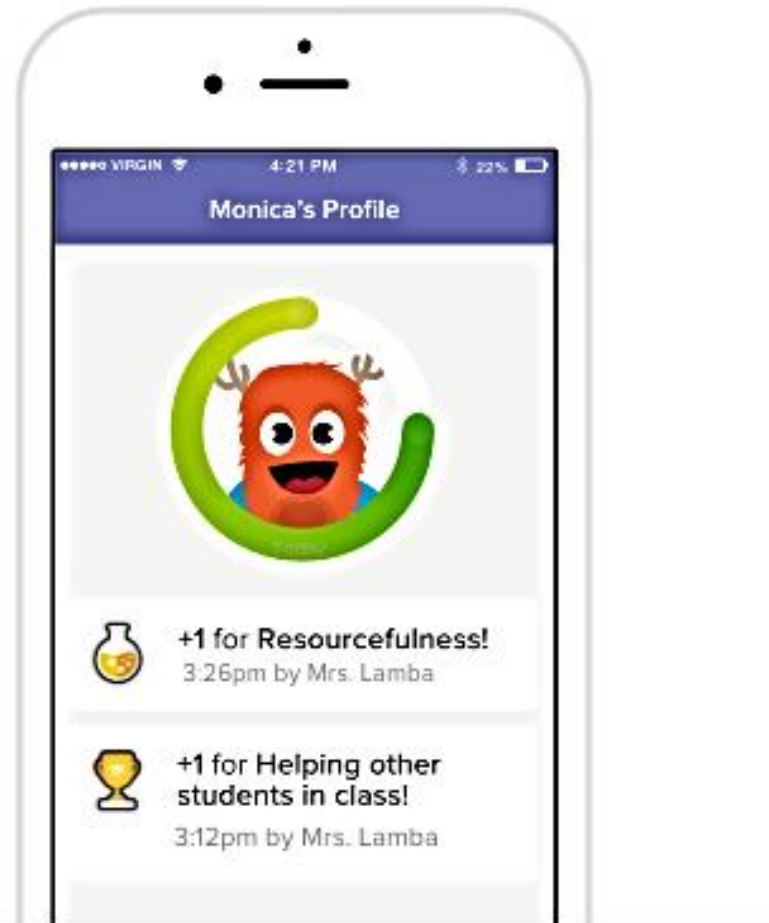 VIRGIN 4:21 PM 22%
Monica's Profile
+1 for Resourcefulness!
3:26pm by Mrs. Lamba
+1 for Helping other
students in class!
3:12pm by Mrs. Lamba